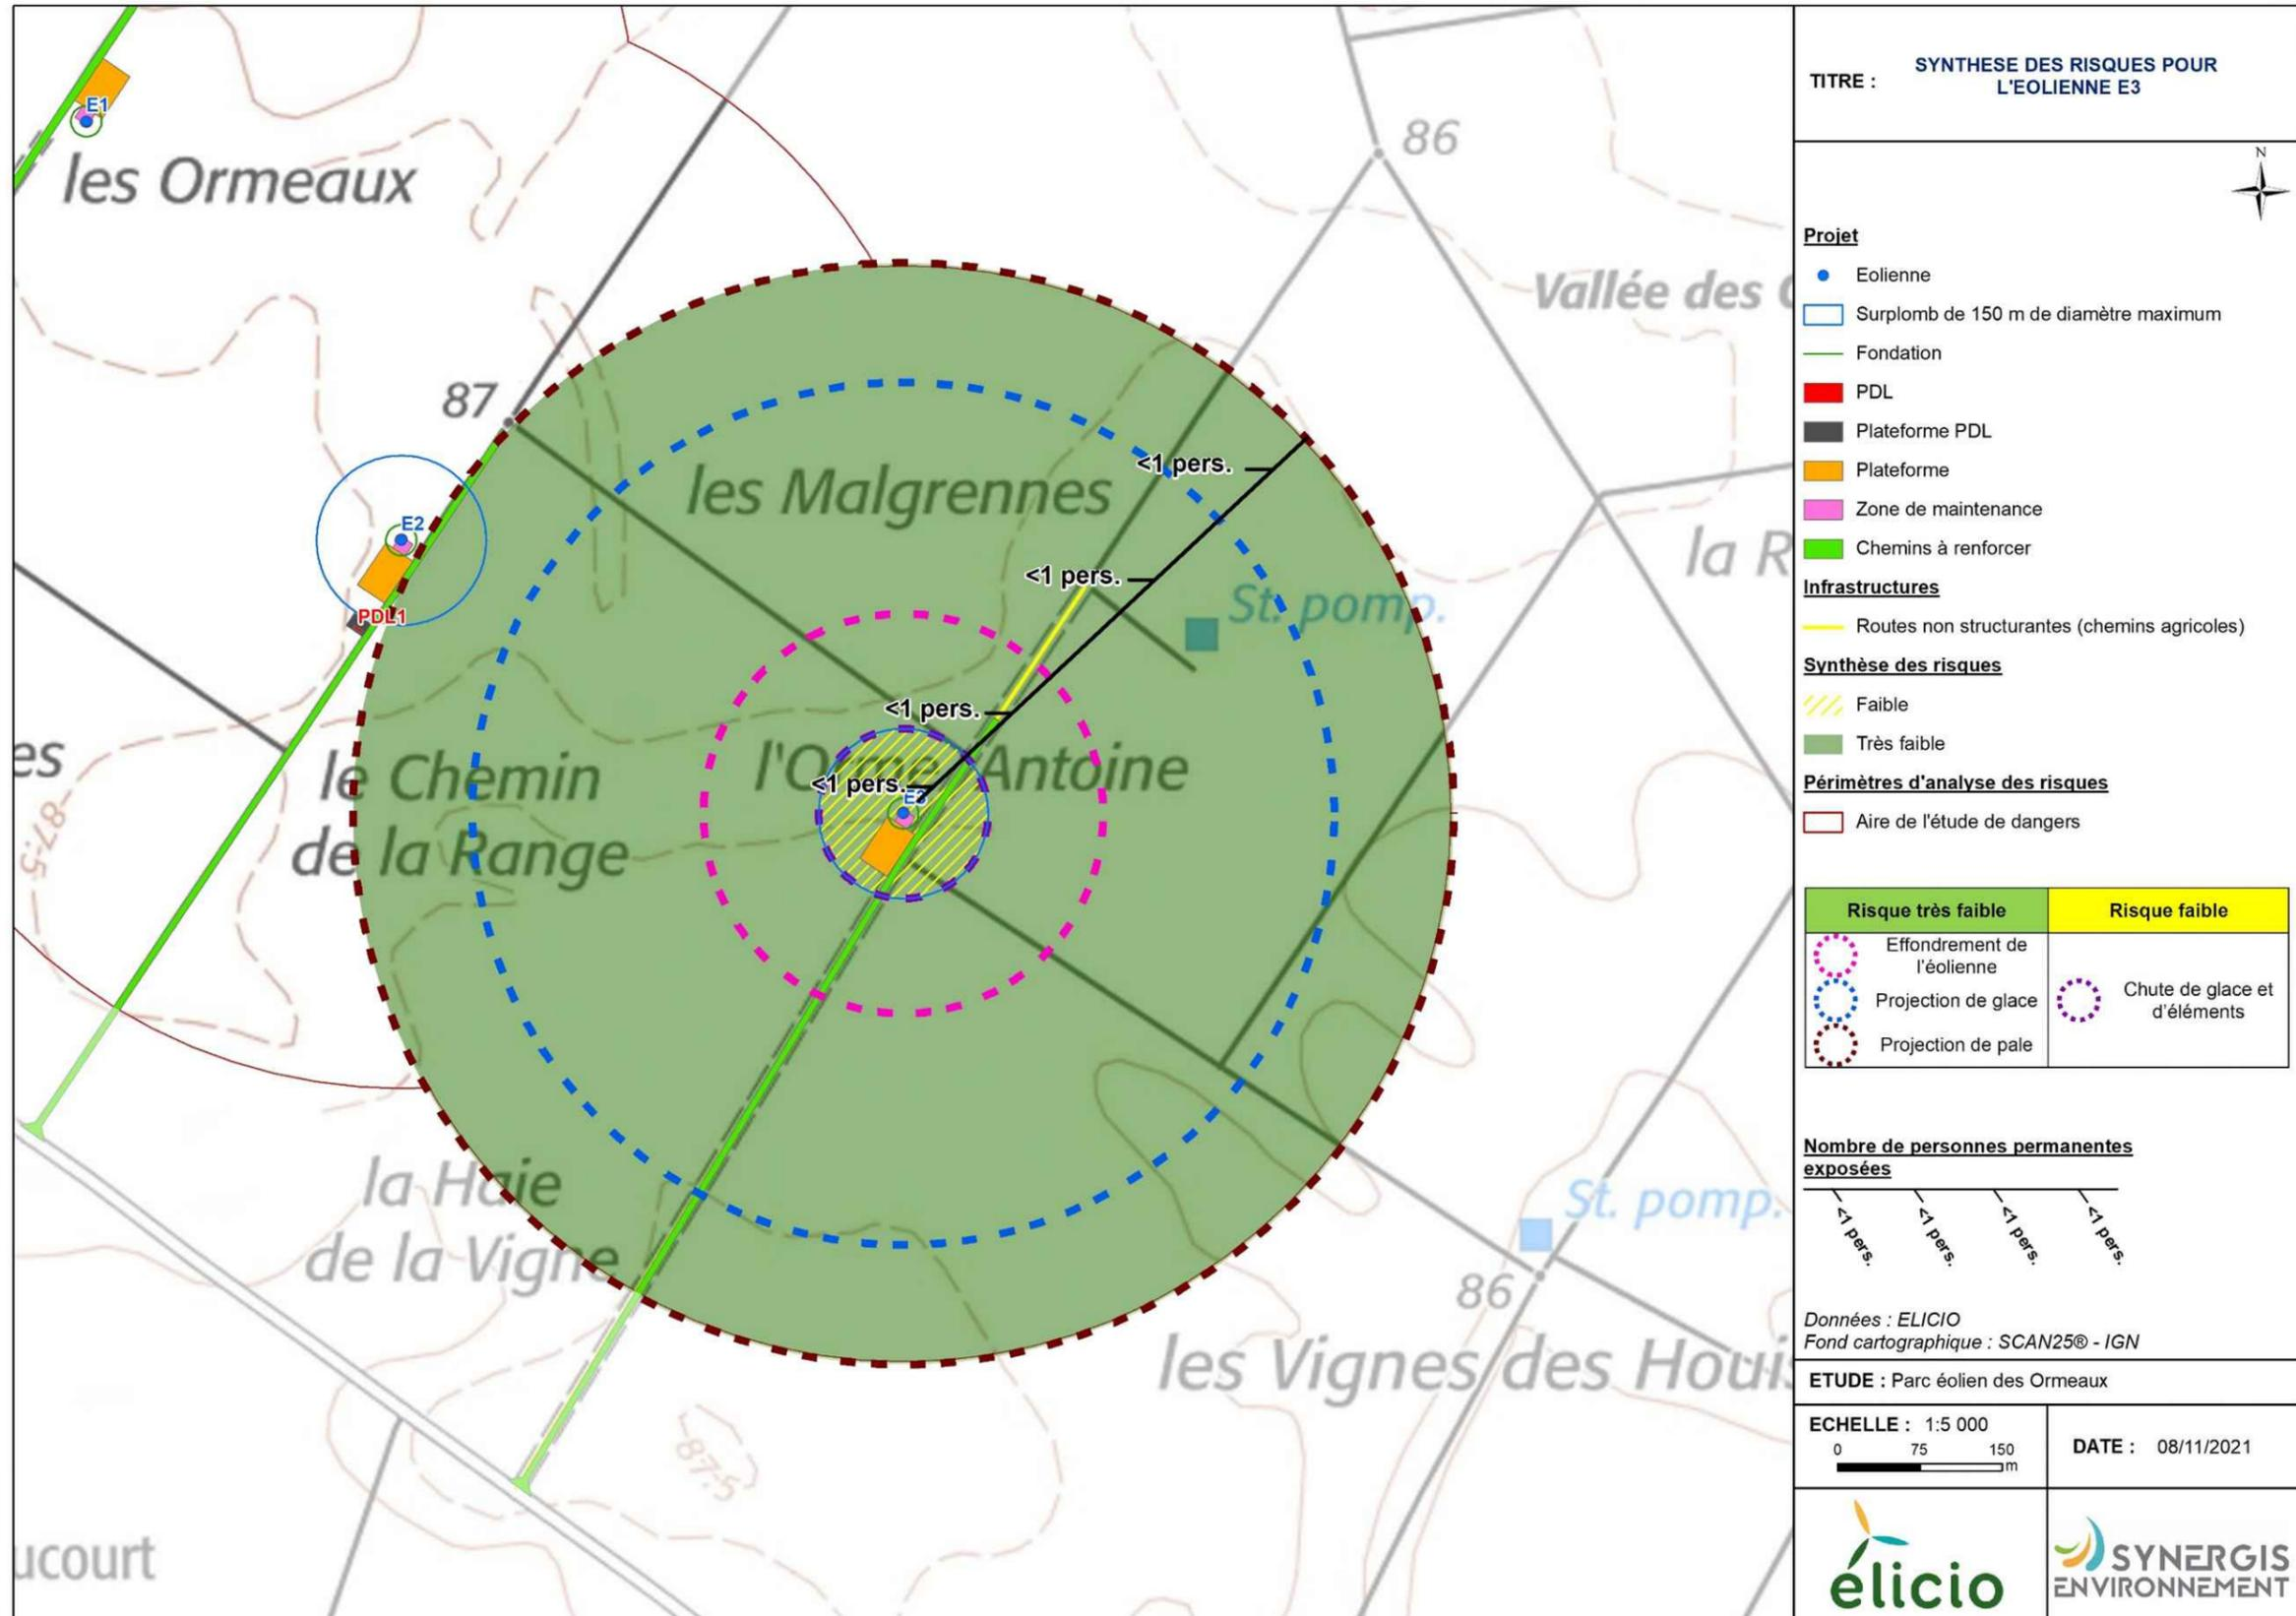 E1
les Ormeaux
86
Vallée des
87
<1 pers.
les Malgrennes
E2
la R
<1 pers.
St. pomp.
PDL1
<1 pers.
es
le Chemin
de la Range
l'Orme Antoine
<1 pers.
E3
87.5
la Haie
de la Vigne
St. pomp.
86
les Vignes des Houis
87.5
ucourt
TITRE : SYNTHESE DES RISQUES POUR
L'EOLIENNE E3
N
Projet
Eolienne
Surplomb de 150 m de diamètre maximum
Fondation
PDL
Plateforme PDL
Plateforme
Zone de maintenance
Chemins à renforcer
Infrastructures
Routes non structurantes (chemins agricoles)
Synthèse des risques
Faible
Très faible
Périmètres d'analyse des risques
Aire de l'étude de dangers
Risque très faible
Risque faible
Effondrement de
l'éolienne
Projection de glace
Projection de pale
Chute de glace et
d'éléments
Nombre de personnes permanentes
exposées
<1 pers.
<1 pers.
<1 pers.
<1 pers.
Données : ELICIO
Fond cartographique : SCAN25® - IGN
ETUDE : Parc éolien des Ormeaux
ECHELLE : 1:5 000
0 75 150
m
DATE : 08/11/2021
élicio
SYNERGIS
ENVIRONNEMENT